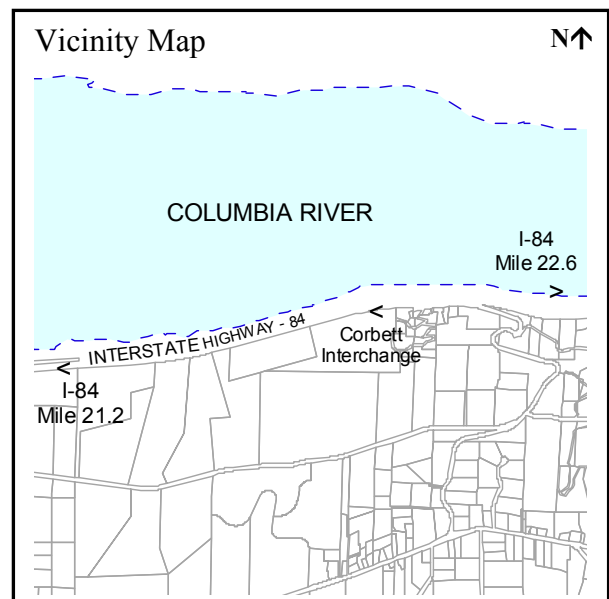 Vicinity Map
N↑
COLUMBIA RIVER
I-84
Mile 22.6
>
<
Corbett
Interchange
INTERSTATE HIGHWAY - 84
<
I-84
Mile 21.2